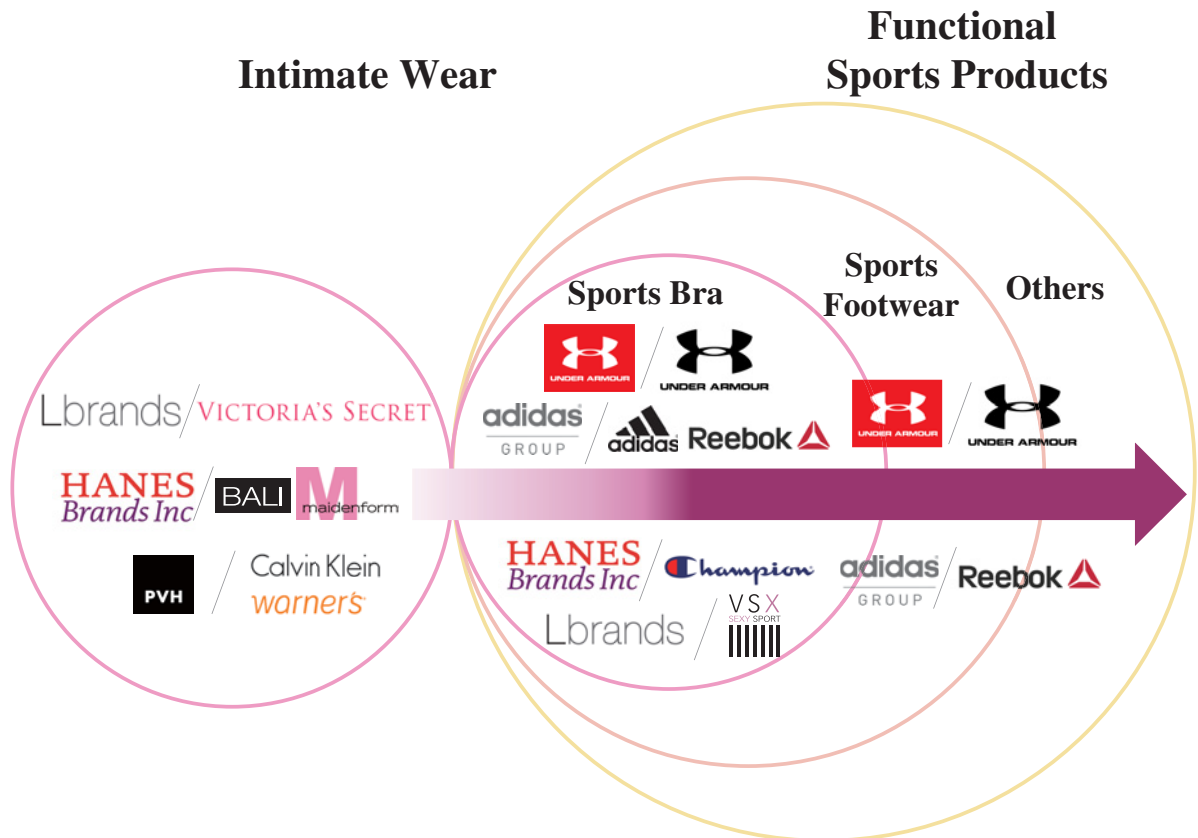 Functional
Sports Products
Intimate Wear
Sports Bra
Sports
Footwear
Others
UNDER ARMOUR
UNDER ARMOUR
Lbrands
VICTORIA'S SECRET
adidas
GROUP
adidas
Reebok
UNDER ARMOUR
UNDER ARMOUR
HANES
Brands Inc
BALI
M
maidenform
PVH
Calvin Klein
warner's
HANES
Brands Inc
Champion
adidas
GROUP
Reebok
Lbrands
VSX
SEXY SPORT